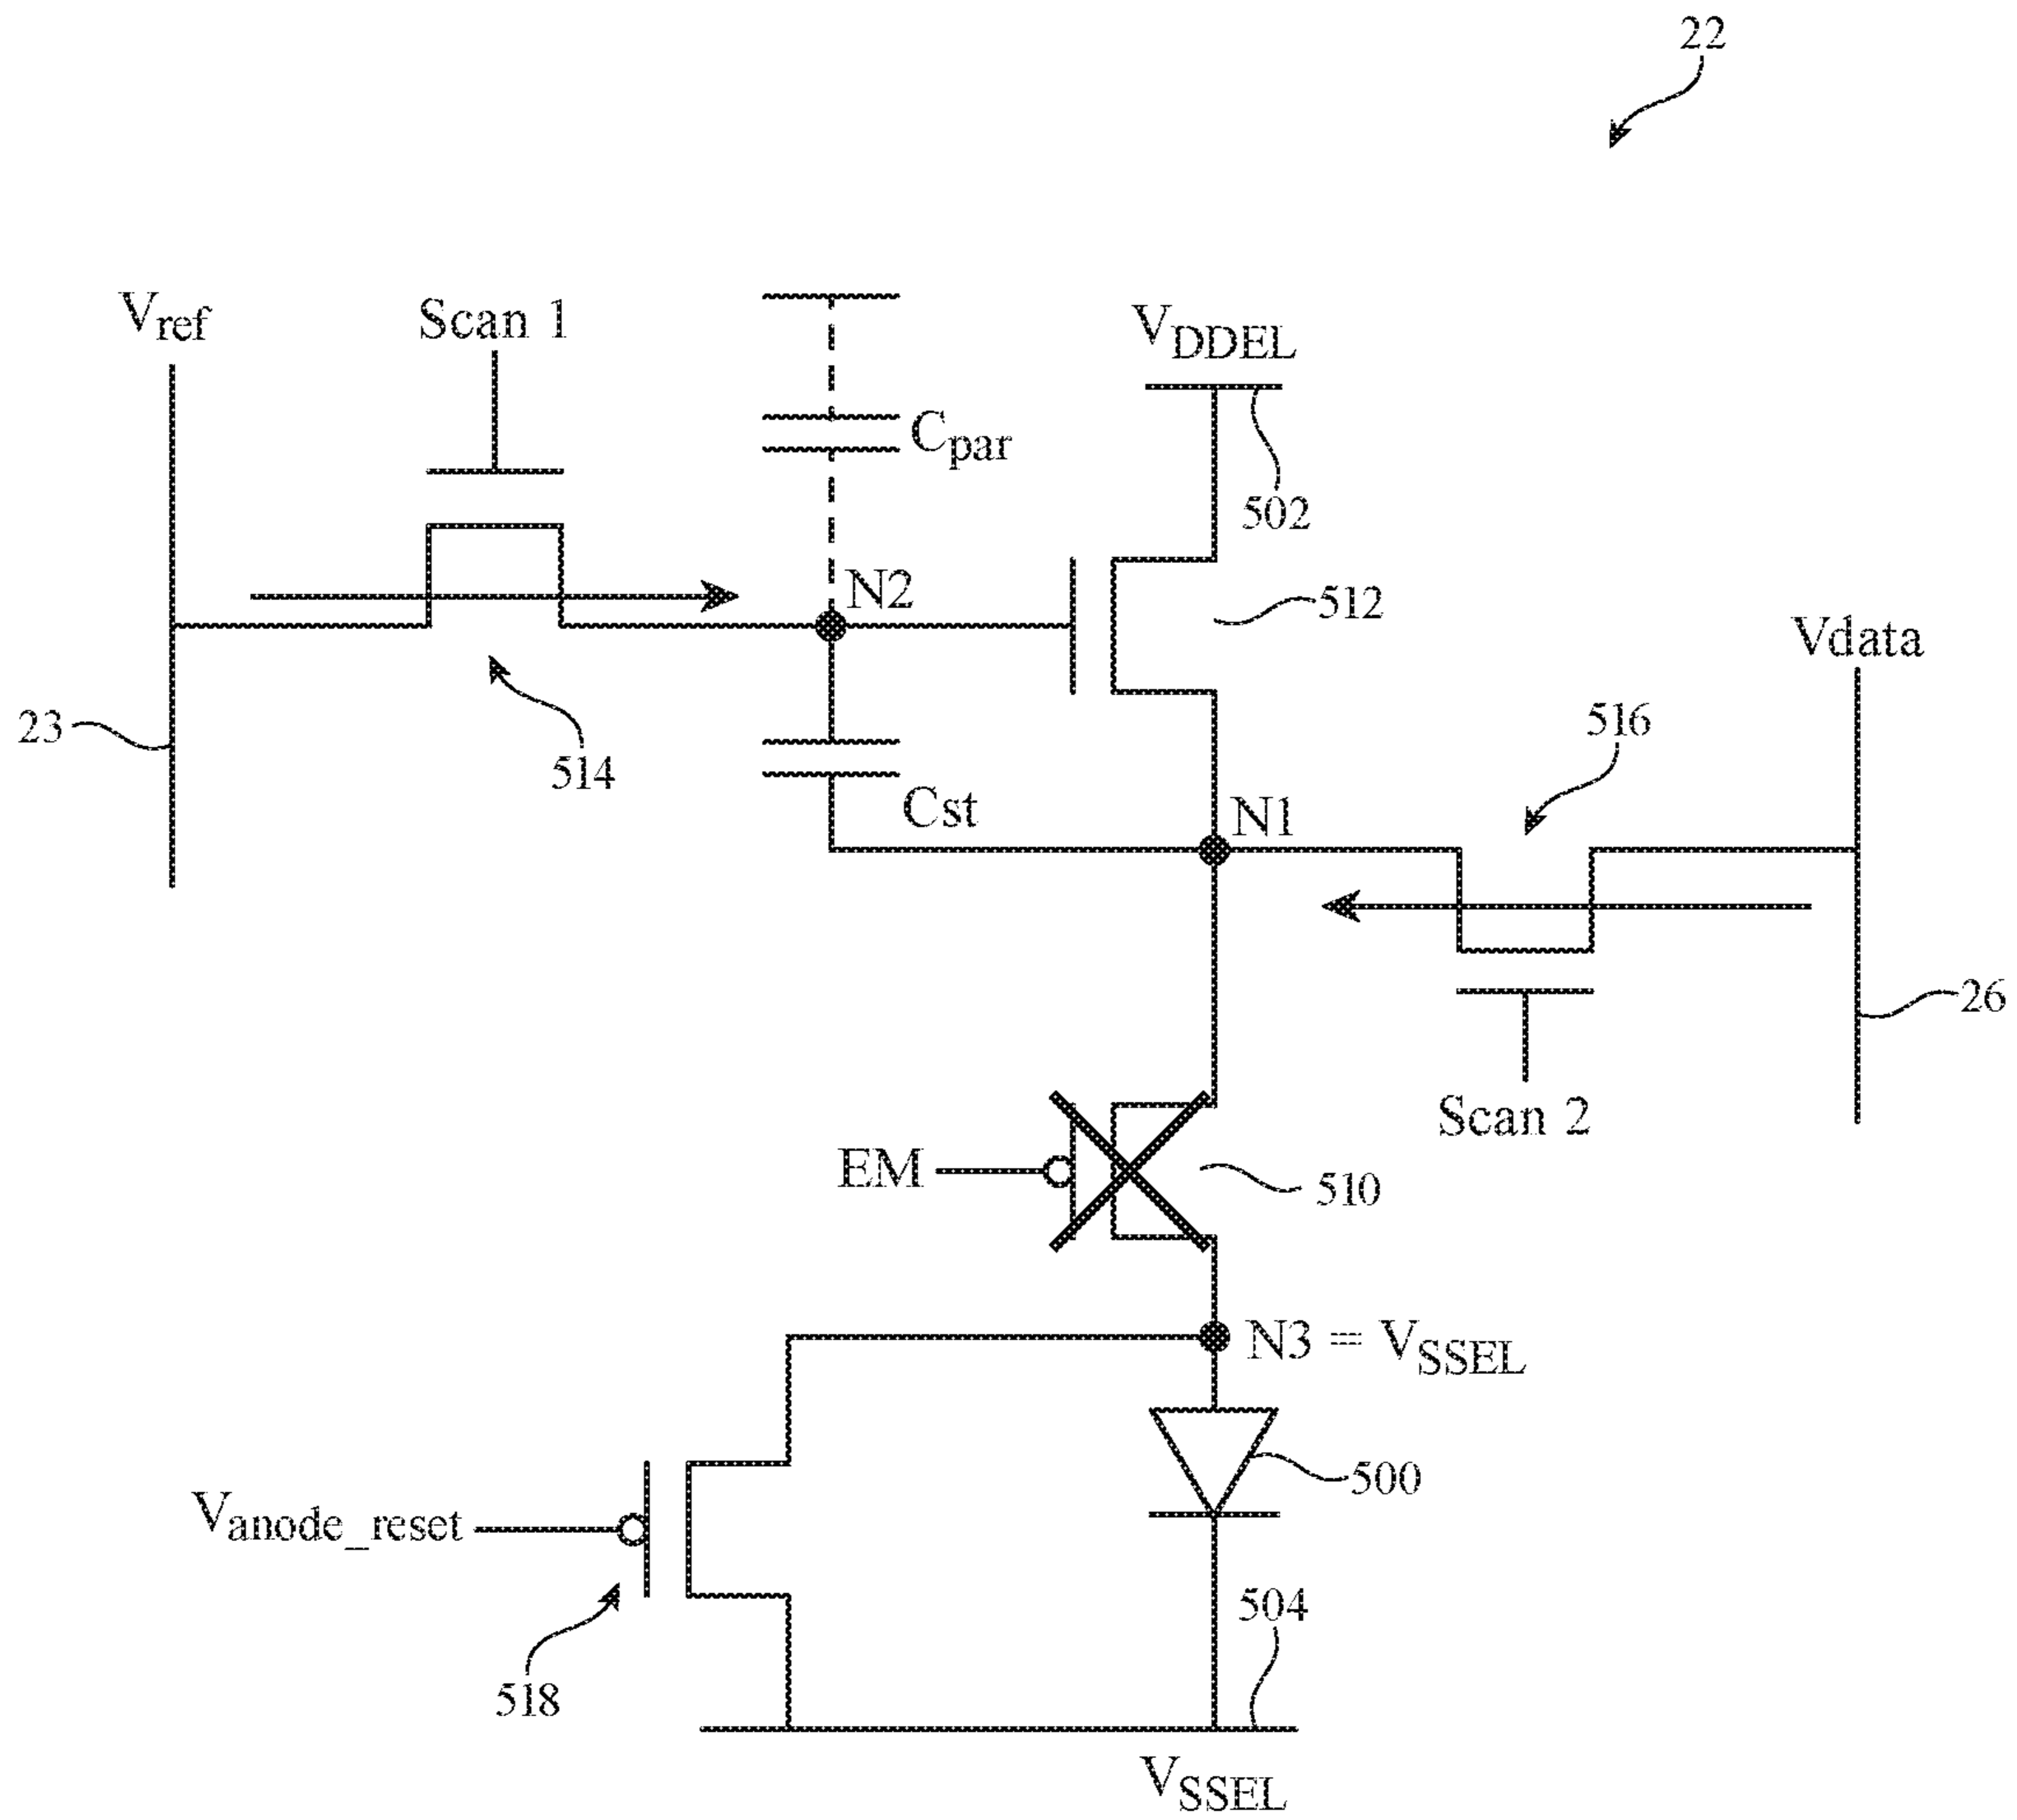 22
Vref
Scan 1
VDDEL
Cpar
502
N2
512
Vdata
23
514
516
Cst
N1
26
Scan 2
EM
510
N3 = VSSEL
500
Vanode_reset
504
518
VSSEL